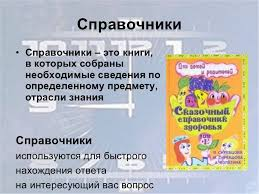 Справочники
• Справочники – это книги,
в которых собраны
необходимые сведения по
определенному предмету,
отрасли знания
Для детей и родителей
Сказочный
справочник
здоровья
Справочники
используются для быстрого
нахождения ответа
на интересующий вас вопрос